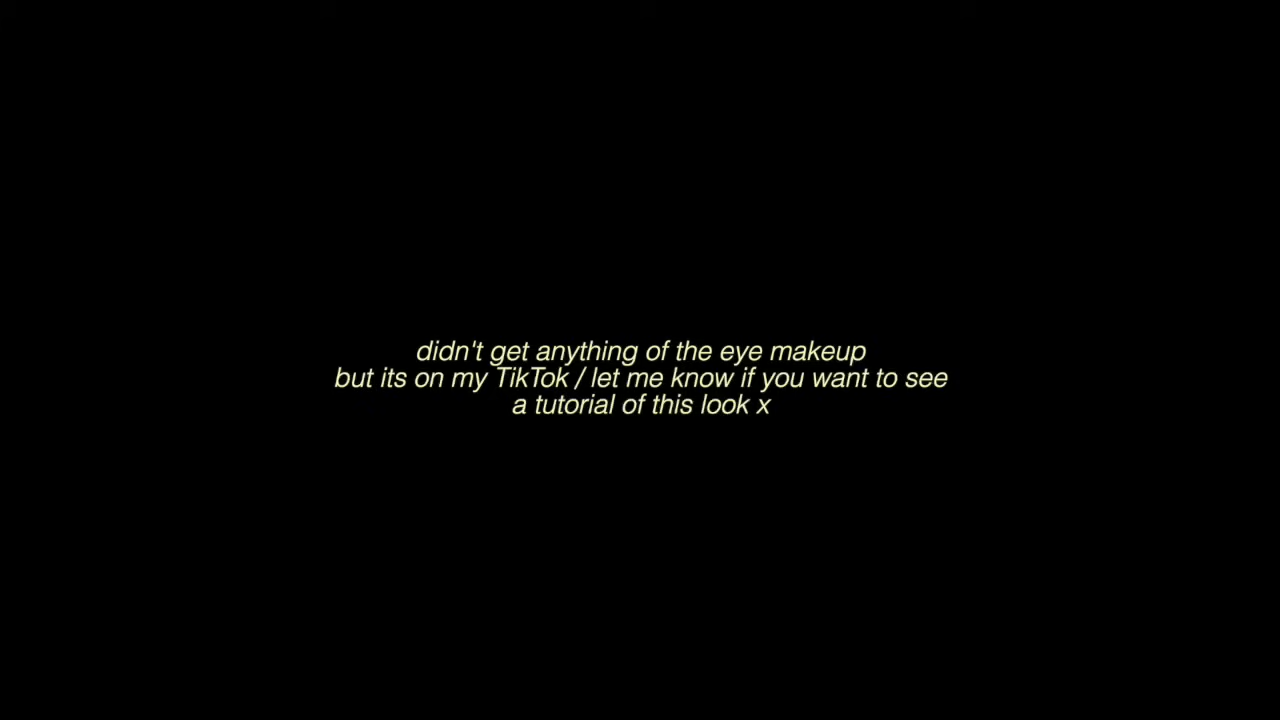 didn't get anything of the eye makeup
but its on my TikTok / let me know if you want to see
a tutorial of this look x